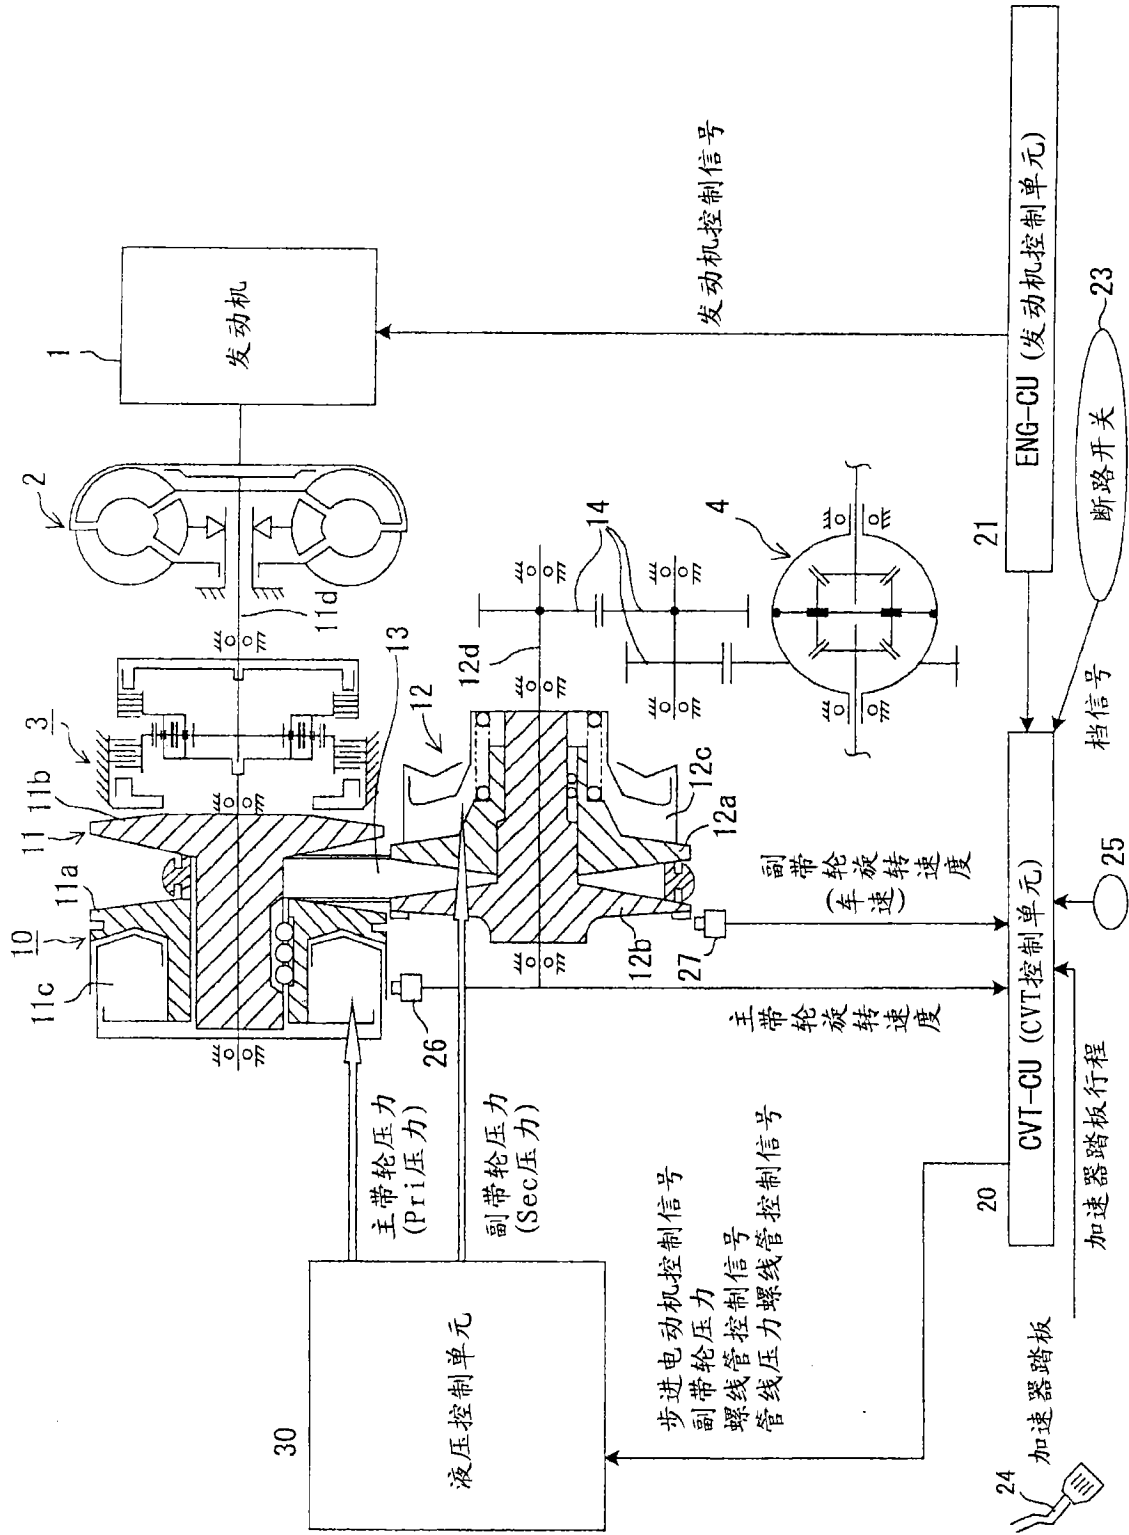 1
发动机
发动机控制信号
2
11d
3
11b
11
11a
10
11c
13
12
12d
14
4
12c
12a
12b
26
27
主带轮压力
(Pri压力)
副带轮压力
(Sec压力)
30
液压控制单元
步进电动机控制信号
副带轮压力
螺线管控制信号
管线压力螺线管控制信号
主带轮旋转速度
副带轮旋转速度
(车速)
21
ENG-CU (发动机控制单元)
23
断路开关
档信号
20
CVT-CU (CVT控制单元)
25
加速器踏板行程
24
加速器踏板